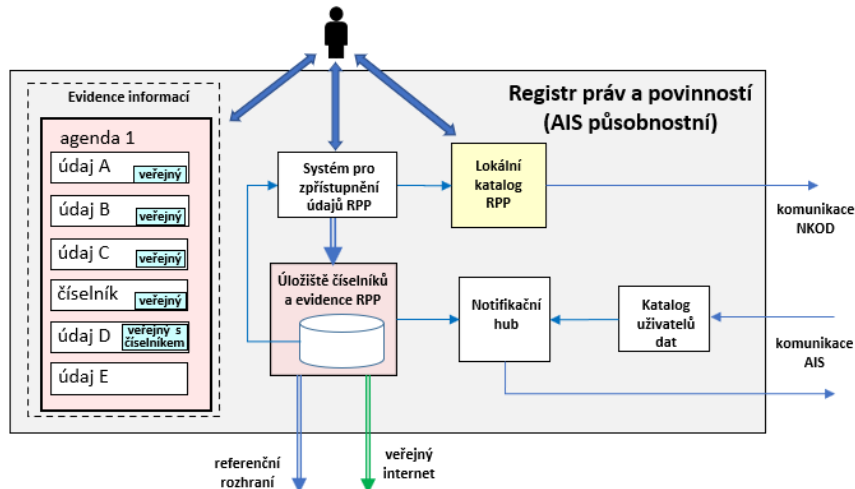 Evidence informací
Registr práv a povinností
(AIS působnostní)
agenda 1
údaj A
veřejný
údaj B
veřejný
údaj C
veřejný
číselník
veřejný
údaj D
veřejný s
číselníkem
údaj E
Systém pro
zpřístupnění
údajů RPP
Lokální
katalog
RPP
komunikace
NKOD
Úložiště číselníků
a evidence RPP
Notifikační
hub
Katalog
uživatelů
dat
komunikace
AIS
referenční
rozhraní
veřejný
internet